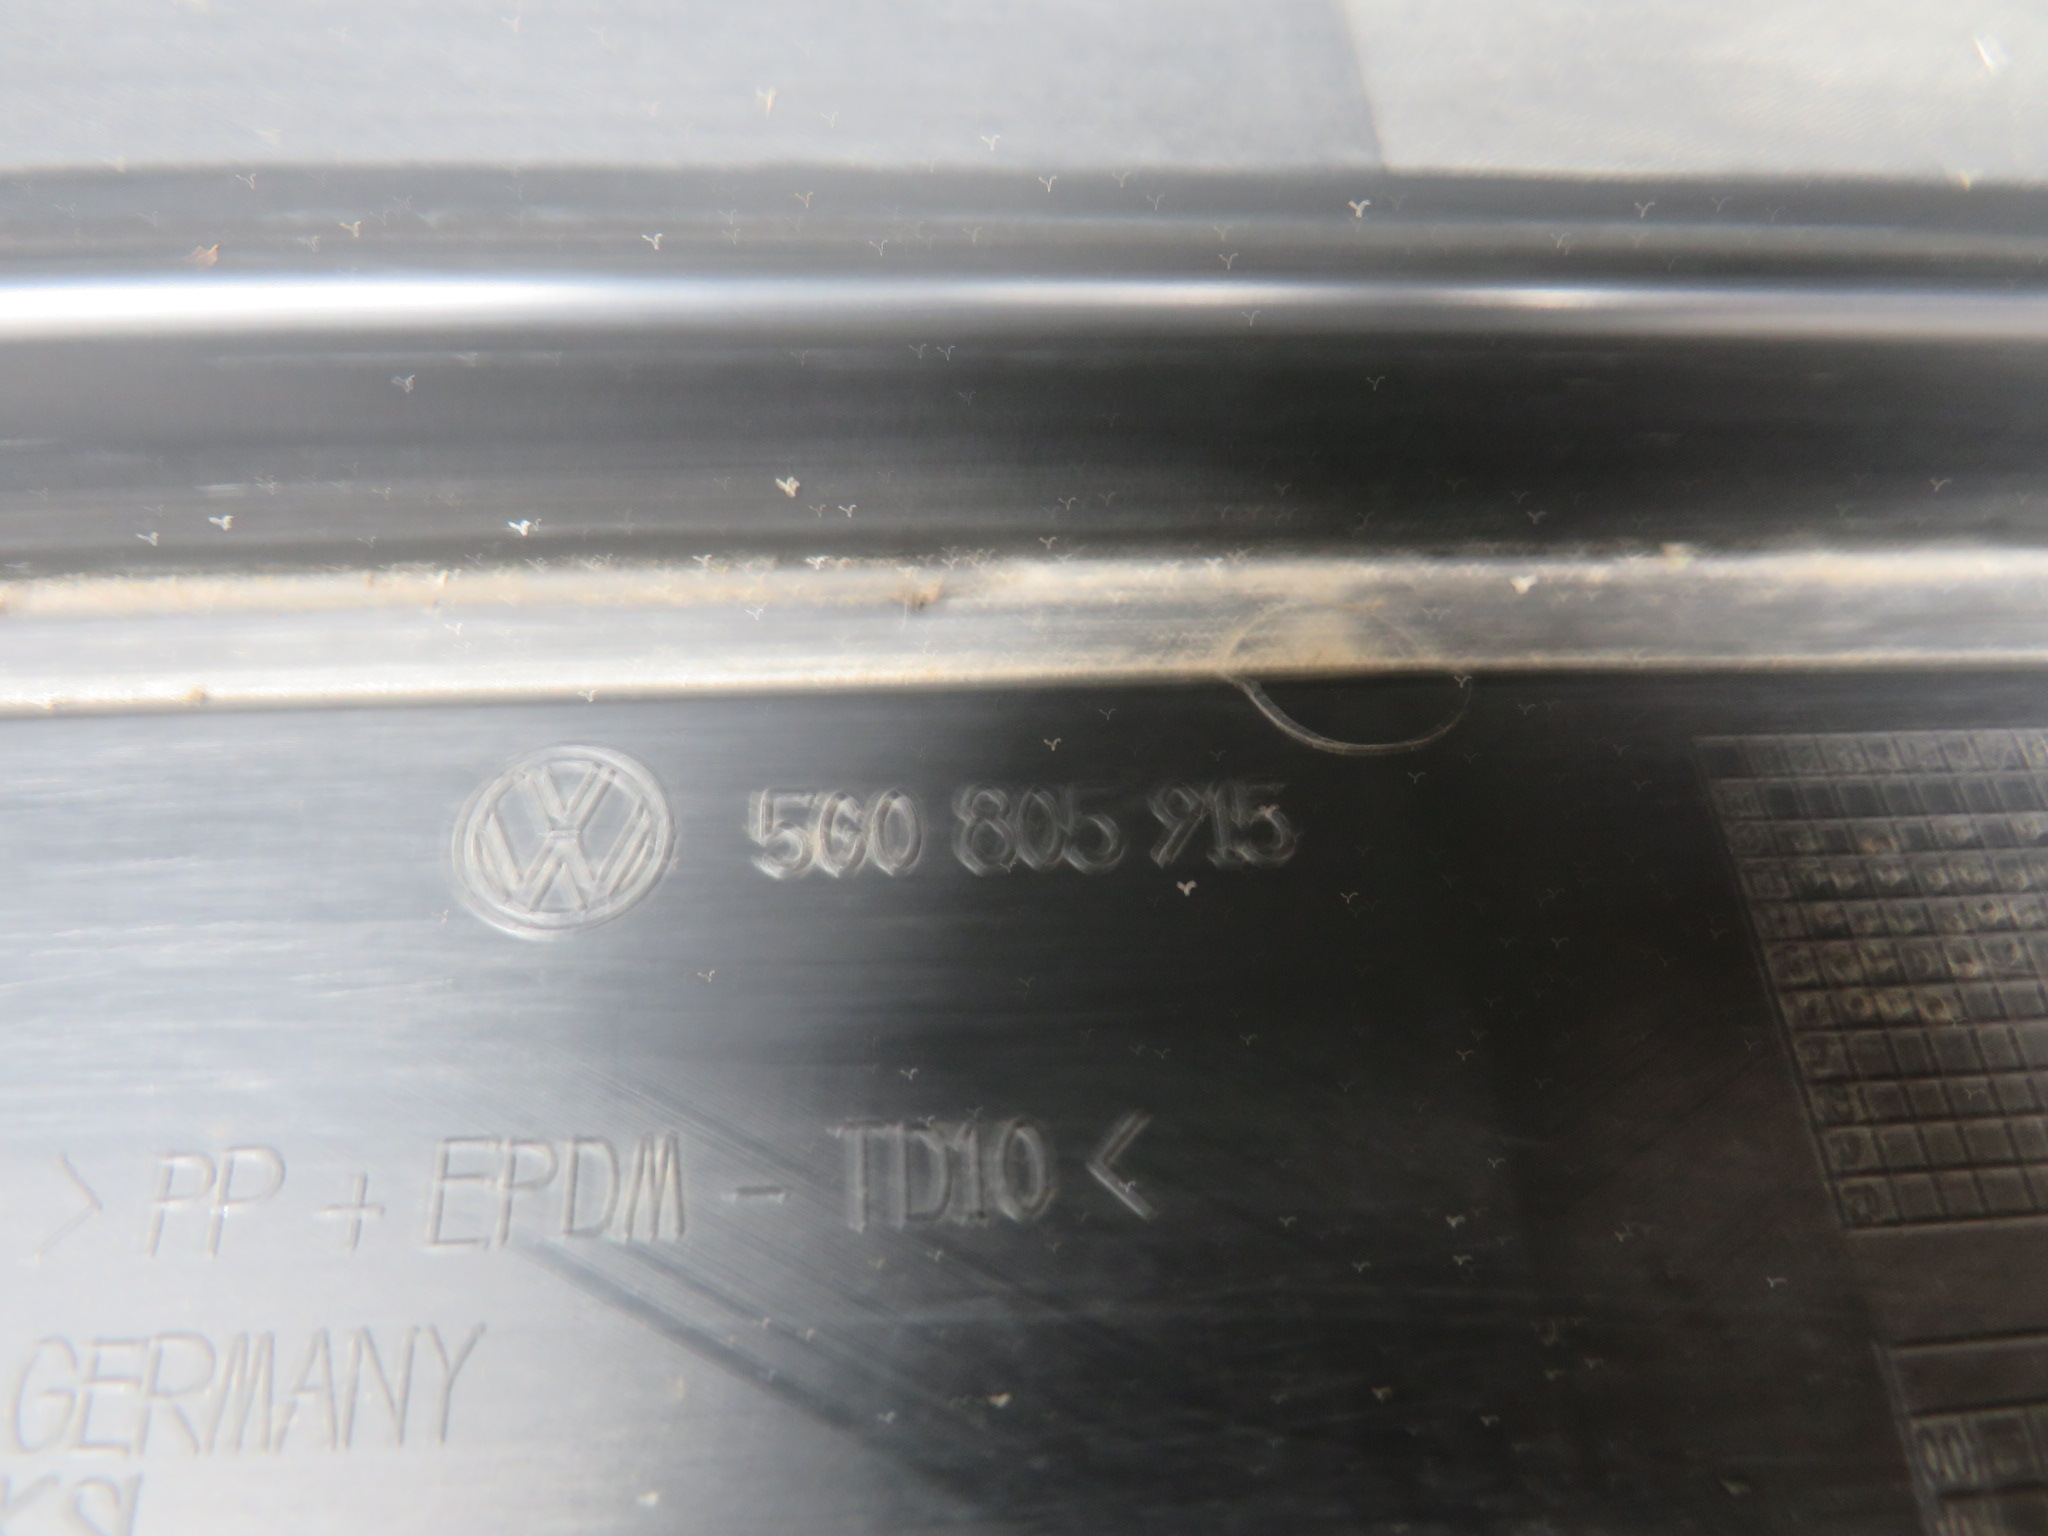 5G0 805 915
> PP + EPDM - TD10 <
GERMANY